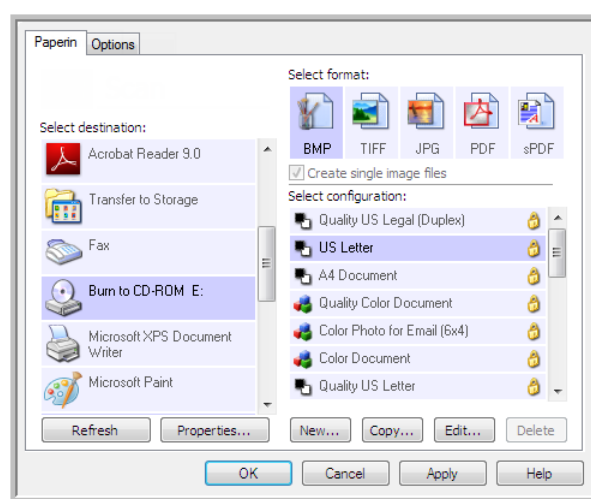 Paperin
Options
Select destination:
Acrobat Reader 9.0
Transfer to Storage
Fax
Burn to CD-ROM E:
Microsoft XPS Document
Writer
Microsoft Paint
Refresh
Properties...
Select format:
BMP
TIFF
JPG
PDF
sPDF
Create single image files
Select configuration:
Quality US Legal (Duplex)
US Letter
A4 Document
Quality Color Document
Color Photo for Email (6x4)
Color Document
Quality US Letter
New...
Copy...
Edit...
Delete
OK
Cancel
Apply
Help